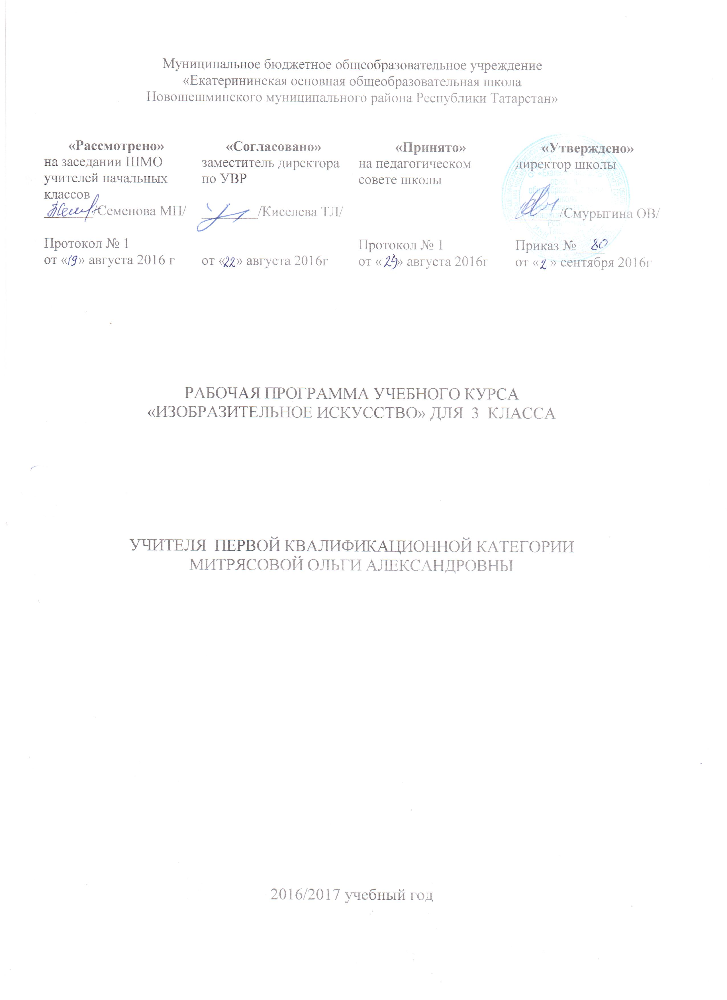 Муниципальное бюджетное общеобразовательное учреждение
«Екатерининская основная общеобразовательная школа
Новошешминского муниципального района Республики Татарстан»
«Рассмотрено»
на заседании ШМО
учителей начальных
классов
/Семенова МП/
Протокол № 1
от «19» августа 2016 г
«Согласовано»
заместитель директора
по УВР
/Киселева ТЛ/
от «22» августа 2016г
«Принято»
на педагогическом
совете школы
Протокол № 1
от «29» августа 2016г
«Утверждено»
директор школы
/Смурыгина ОВ/
Приказ № 80
от «2» сентября 2016г
РАБОЧАЯ ПРОГРАММА УЧЕБНОГО КУРСА
«ИЗОБРАЗИТЕЛЬНОЕ ИСКУССТВО» ДЛЯ 3 КЛАССА
УЧИТЕЛЯ ПЕРВОЙ КВАЛИФИКАЦИОННОЙ КАТЕГОРИИ
МИТРЯСОВОЙ ОЛЬГИ АЛЕКСАНДРОВНЫ
2016/2017 учебный год